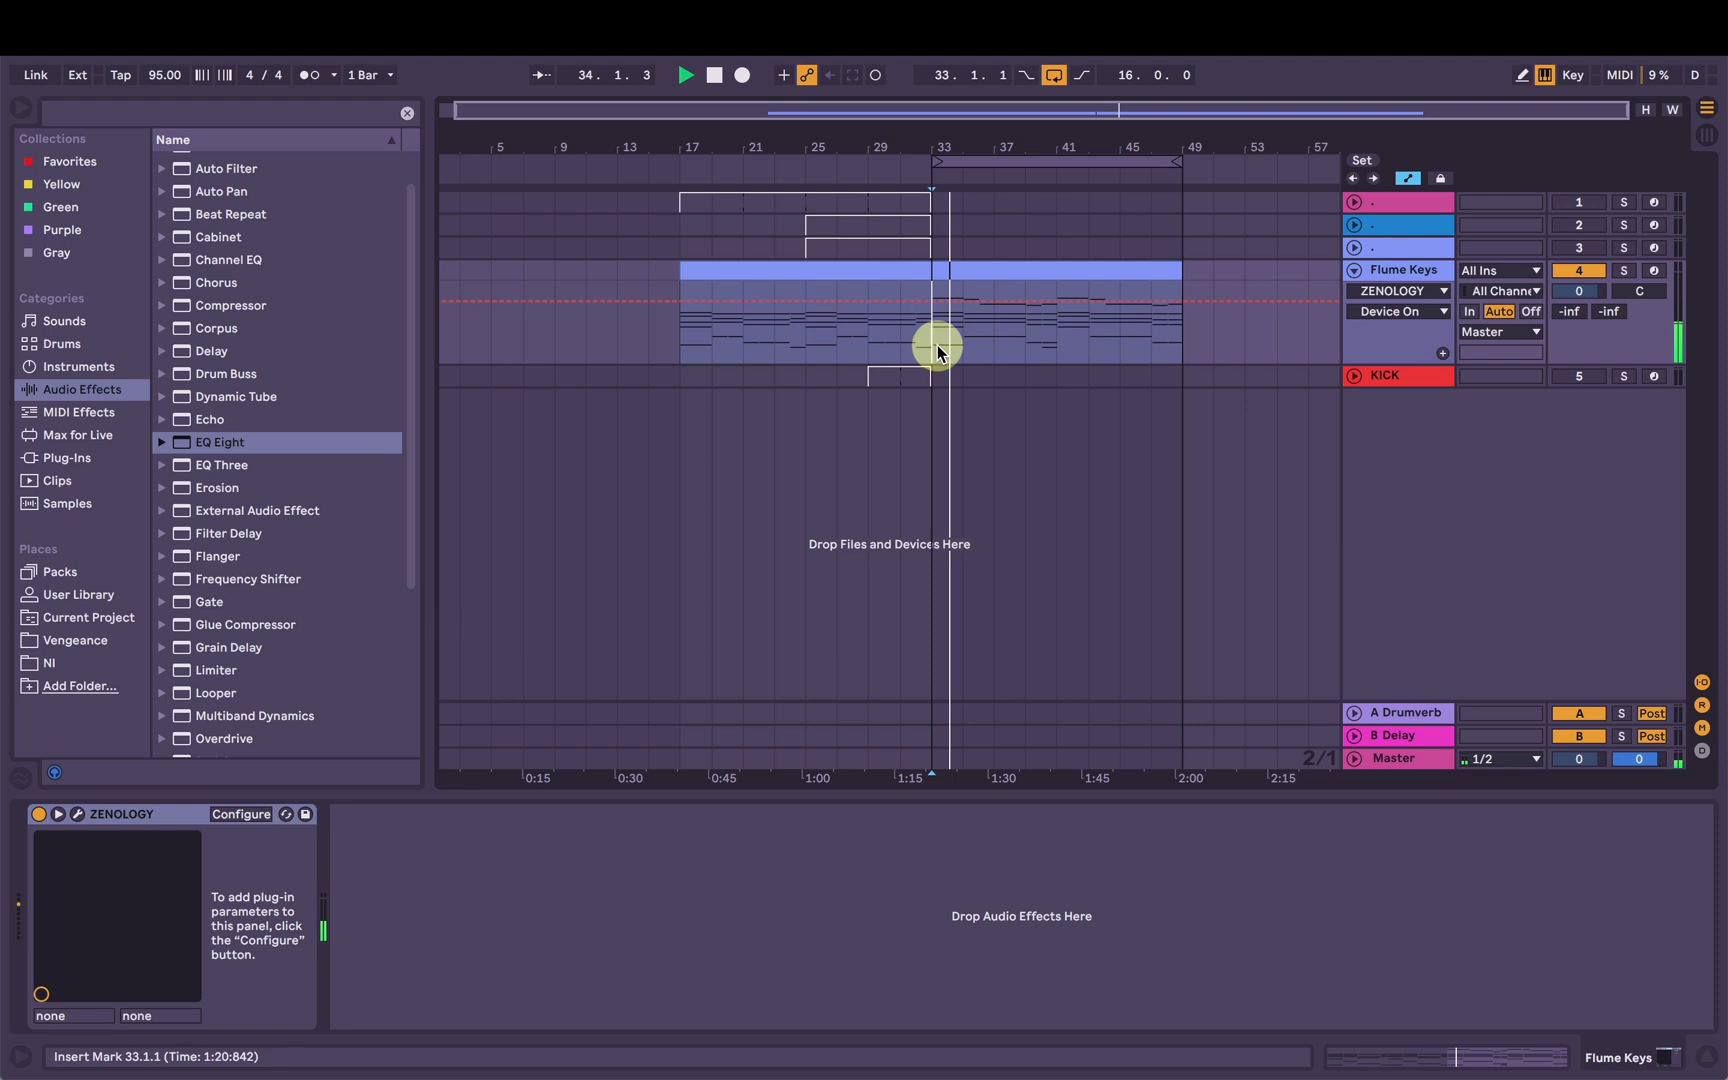 Link Ext Tap 95.00 4 / 4 1 Bar 34. 1. 3 33. 1. 1 16. 0. 0 Key MIDI 9 % D
H W
Collections
Favorites
Yellow
Green
Purple
Gray
Categories
Sounds
Drums
Instruments
Audio Effects
MIDI Effects
Max for Live
Plug-Ins
Clips
Samples
Places
Packs
User Library
Current Project
Vengeance
NI
Add Folder...
Name
Auto Filter
Auto Pan
Beat Repeat
Cabinet
Channel EQ
Chorus
Compressor
Corpus
Delay
Drum Buss
Dynamic Tube
Echo
EQ Eight
EQ Three
Erosion
External Audio Effect
Filter Delay
Flanger
Frequency Shifter
Gate
Glue Compressor
Grain Delay
Limiter
Looper
Multiband Dynamics
Overdrive
5 9 13 17 21 25 29 33 37 41 45 49 53 57
Set
. 1 S
. 2 S
. 3 S
Flume Keys All Ins 4 S
ZENOLOGY All Channe 0 C
Device On In Auto Off -inf -inf
Master
KICK 5 S
Drop Files and Devices Here
A Drumverb A S Post
B Delay B S Post
2/1 Master 1/2 0 0
I·O
R
M
D
0:15 0:30 0:45 1:00 1:15 1:30 1:45 2:00 2:15
ZENOLOGY Configure
To add plug-in
parameters to
this panel, click
the “Configure”
button.
none none
Drop Audio Effects Here
Insert Mark 33.1.1 (Time: 1:20:842)
Flume Keys